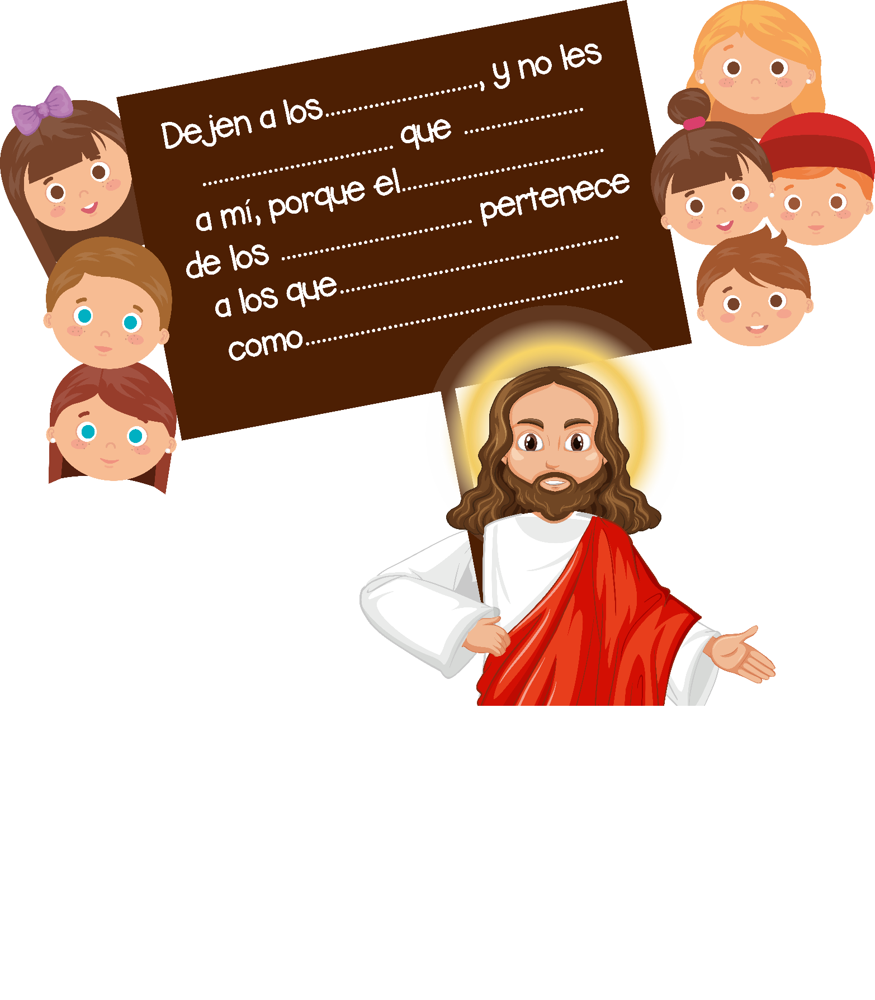 Dejen a los........................, y no les
............................. que ..................
a mí, porque el..............................
de los ............................. pertenece
a los que..........................................
como................................................